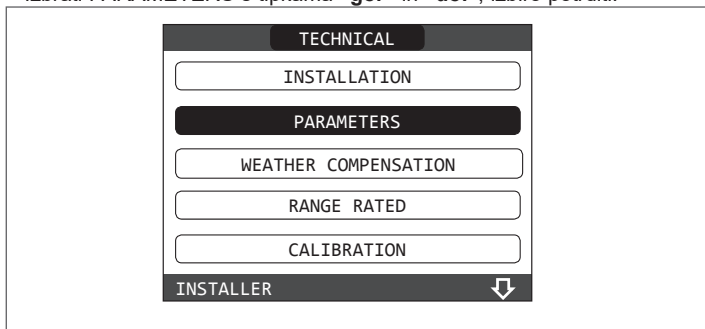 TECHNICAL
INSTALLATION
PARAMETERS
WEATHER COMPENSATION
RANGE RATED
CALIBRATION
INSTALLER